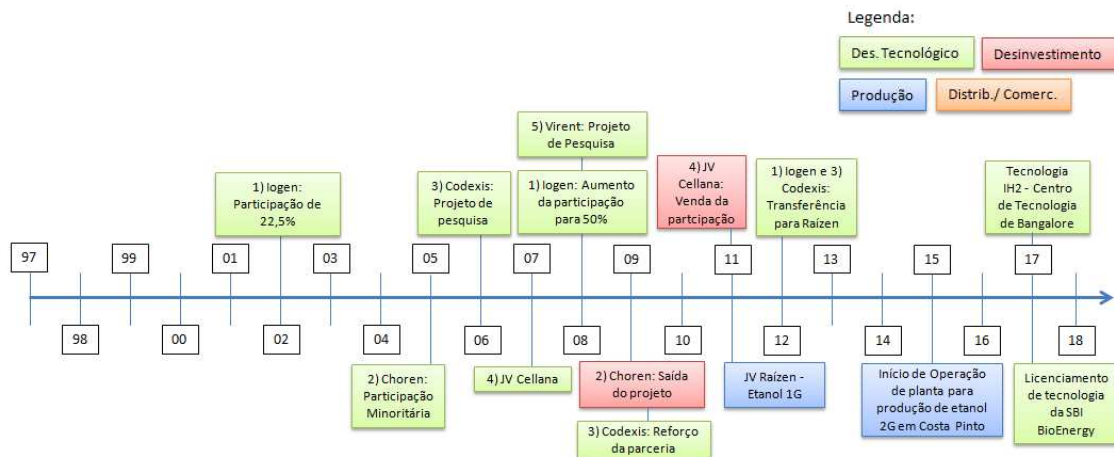 Legenda:
Des. Tecnológico
Desinvestimento
Produção
Distrib./ Comerc.
5) Virent: Projeto
de Pesquisa
1) Iogen:
Participação de
22,5%
3) Codexis:
Projeto de
pesquisa
1) Iogen: Aumento
da participação
para 50%
4) JV
Cellana:
Venda da
partcipação
1) Iogen e 3)
Codexis:
Transferência
para Raízen
Tecnologia
IH2 - Centro
de Tecnologia
de Bangalore
97
99
01
03
05
07
09
11
13
15
17
98
00
02
04
06
08
10
12
14
16
18
2) Choren:
Participação
Minoritária
4) JV Cellana
2) Choren: Saída
do projeto
3) Codexis: Reforço
da parceria
JV Raízen -
Etanol 1G
Início de Operação
de planta para
produção de etanol
2G em Costa Pinto
Licenciamento
de tecnologia
da SBI
BioEnergy